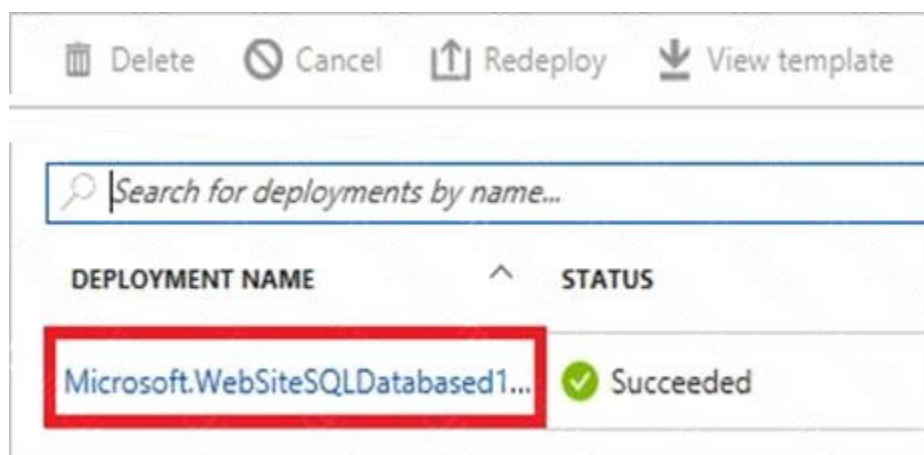 Delete Cancel Redeploy View template
Search for deployments by name...
DEPLOYMENT NAME STATUS
Microsoft.WebSiteSQLDatabased1... Succeeded